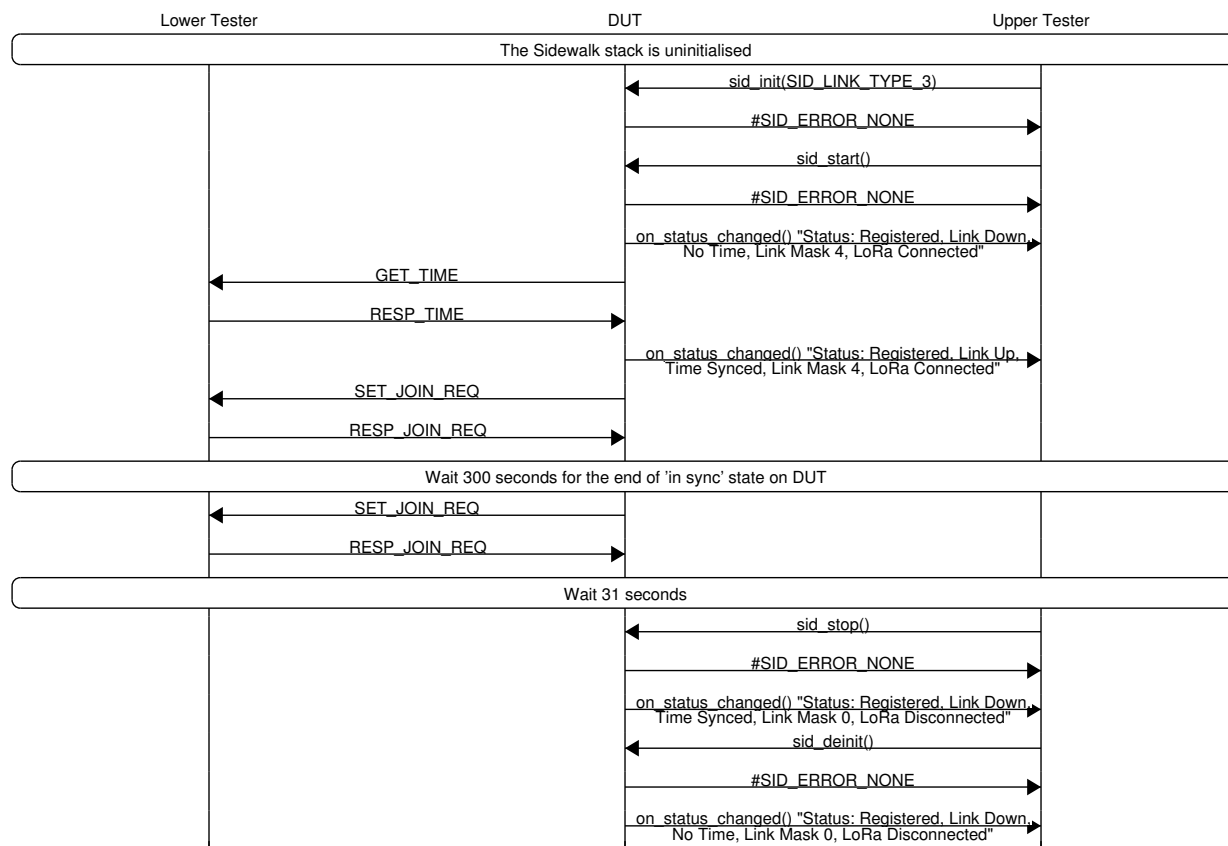 Lower Tester
DUT
Upper Tester
The Sidewalk stack is uninitialised
sid_init(SID_LINK_TYPE_3)
#SID_ERROR_NONE
sid_start()
#SID_ERROR_NONE
on_status_changed() "Status: Registered, Link Down,
No Time, Link Mask 4, LoRa Connected"
GET_TIME
RESP_TIME
on_status_changed() "Status: Registered, Link Up,
Time Synced, Link Mask 4, LoRa Connected"
SET_JOIN_REQ
RESP_JOIN_REQ
Wait 300 seconds for the end of 'in sync' state on DUT
SET_JOIN_REQ
RESP_JOIN_REQ
Wait 31 seconds
sid_stop()
#SID_ERROR_NONE
on_status_changed() "Status: Registered, Link Down,
Time Synced, Link Mask 0, LoRa Disconnected"
sid_deinit()
#SID_ERROR_NONE
on_status_changed() "Status: Registered, Link Down,
No Time, Link Mask 0, LoRa Disconnected"